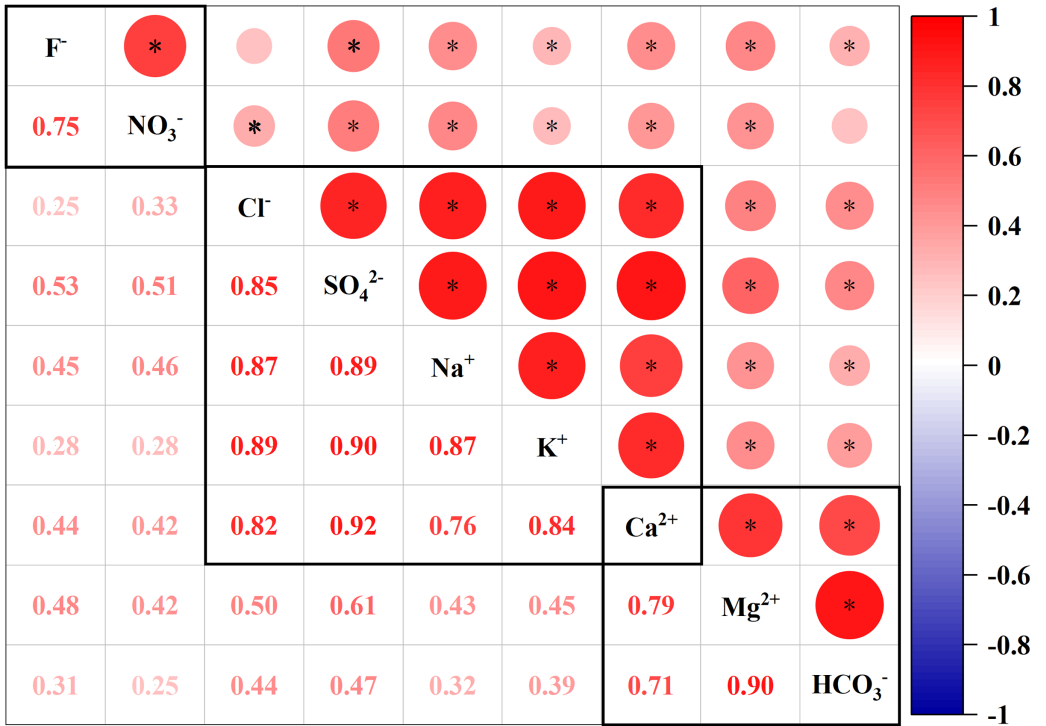 F⁻ * * * * * * *
0.75 NO₃⁻ * * * * * *
0.25 0.33 Cl⁻ * * * * * *
0.53 0.51 0.85 SO₄²⁻ * * * * *
0.45 0.46 0.87 0.89 Na⁺ * * * *
0.28 0.28 0.89 0.90 0.87 K⁺ * * *
0.44 0.42 0.82 0.92 0.76 0.84 Ca²⁺ * *
0.48 0.42 0.50 0.61 0.43 0.45 0.79 Mg²⁺ *
0.31 0.25 0.44 0.47 0.32 0.39 0.71 0.90 HCO₃⁻
1
0.8
0.6
0.4
0.2
0
-0.2
-0.4
-0.6
-0.8
-1